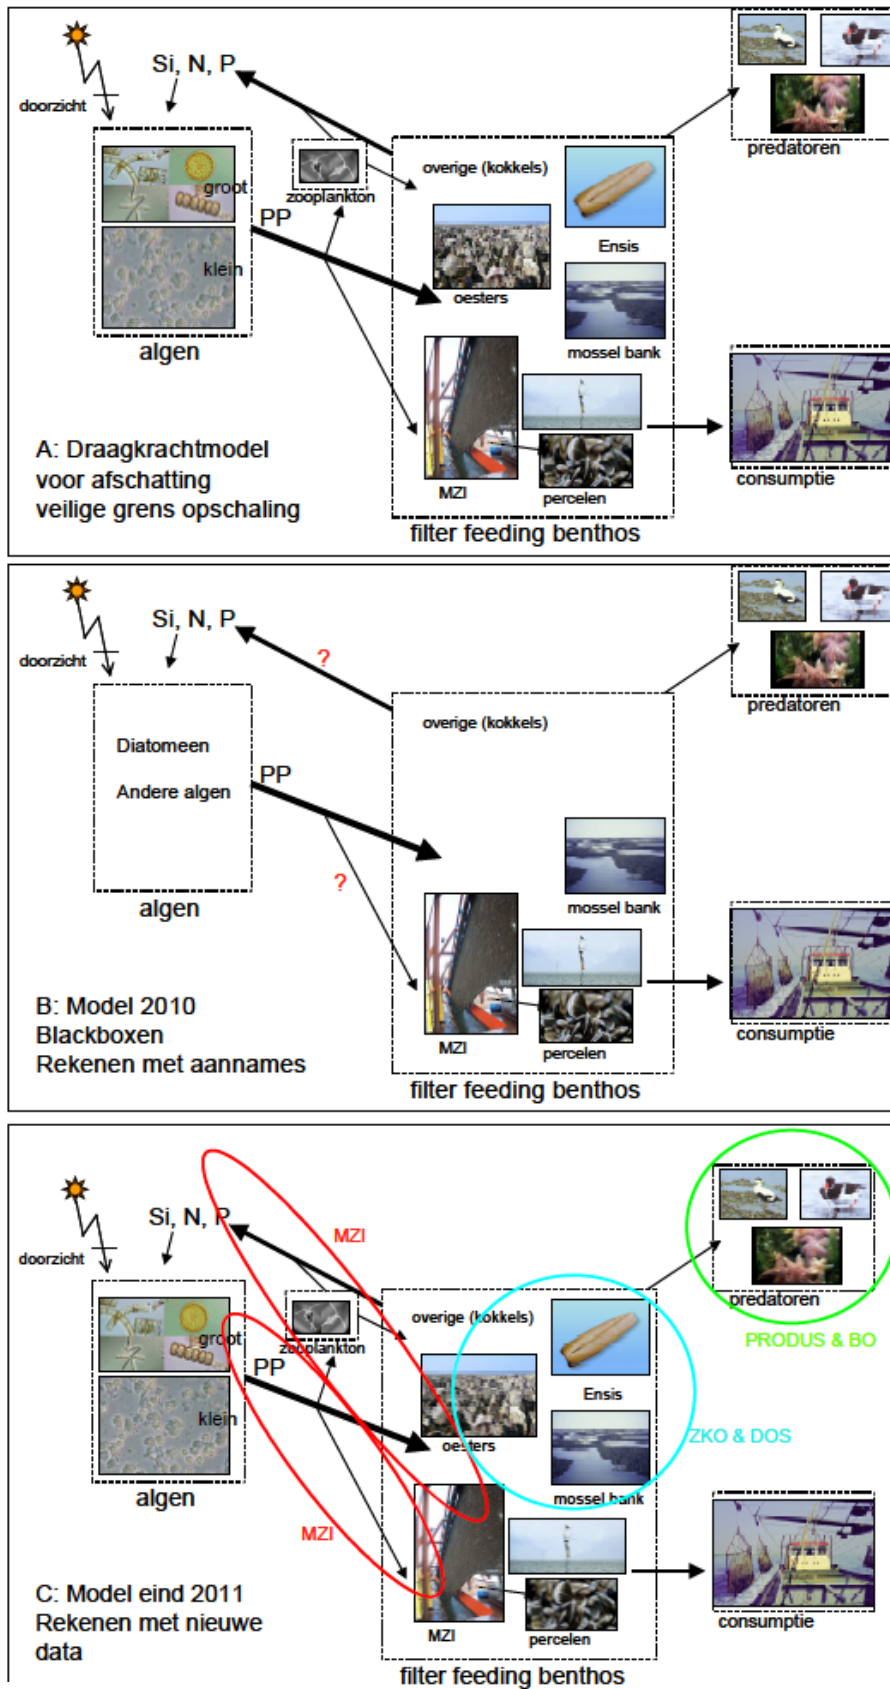 Si, N, P
doorzicht
groot
klein
algen
PP
zooplankton
overige (kokkels)
Ensis
oesters
mossel bank
MZI
percelen
filter feeding benthos
predatoren
consumptie
A: Draagkrachtmodel
voor afschatting
veilige grens opschaling
Si, N, P
doorzicht
?
Diatomeen
Andere algen
algen
PP
?
overige (kokkels)
mossel bank
MZI
percelen
filter feeding benthos
predatoren
consumptie
B: Model 2010
Blackboxen
Rekenen met aannames
Si, N, P
doorzicht
MZI
groot
klein
algen
PP
zooplankton
MZI
overige (kokkels)
Ensis
oesters
mossel bank
ZKO & DOS
MZI
percelen
filter feeding benthos
predatoren
PRODUS & BO
consumptie
C: Model eind 2011
Rekenen met nieuwe
data